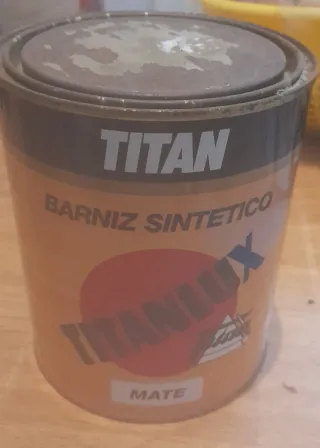 TITAN
BARNIZ SINTETICO
TITANLUX
MATE